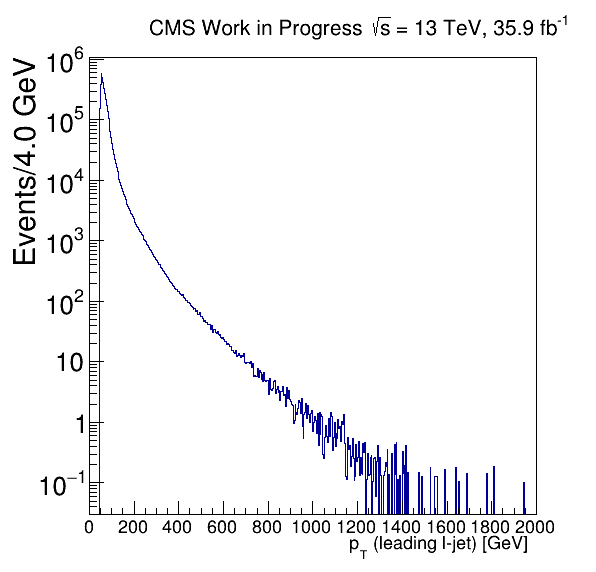 CMS Work in Progress √s = 13 TeV, 35.9 fb⁻¹
Events/4.0 GeV
10⁶
10⁵
10⁴
10³
10²
10
1
10⁻¹
0 200 400 600 800 1000 1200 1400 1600 1800 2000
p_T (leading l-jet) [GeV]